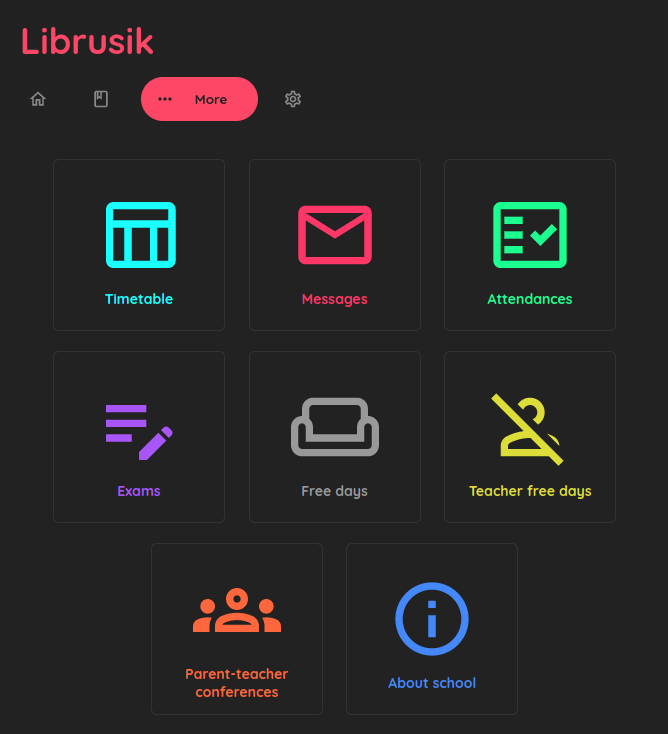 Librusik
More
Timetable
Messages
Attendances
Exams
Free days
Teacher free days
Parent-teacher
conferences
About school